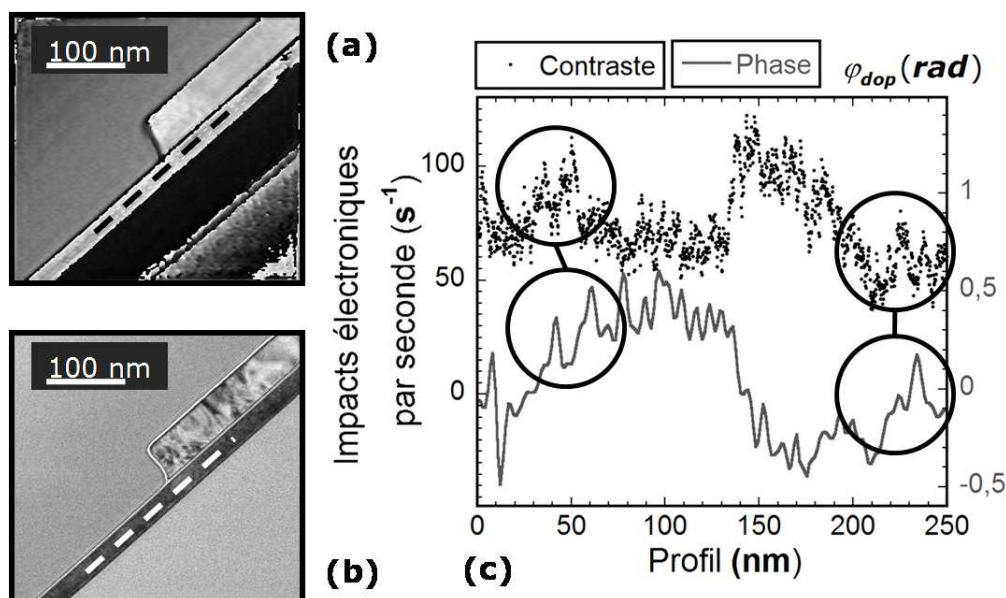 100 nm
(a)
100 nm
(b)
Contraste
Phase
φdop(rad)
Impacts électroniques
par seconde (s-1)
100
50
0
1
0,5
0
-0,5
0
50
100
150
200
250
Profil (nm)
(c)